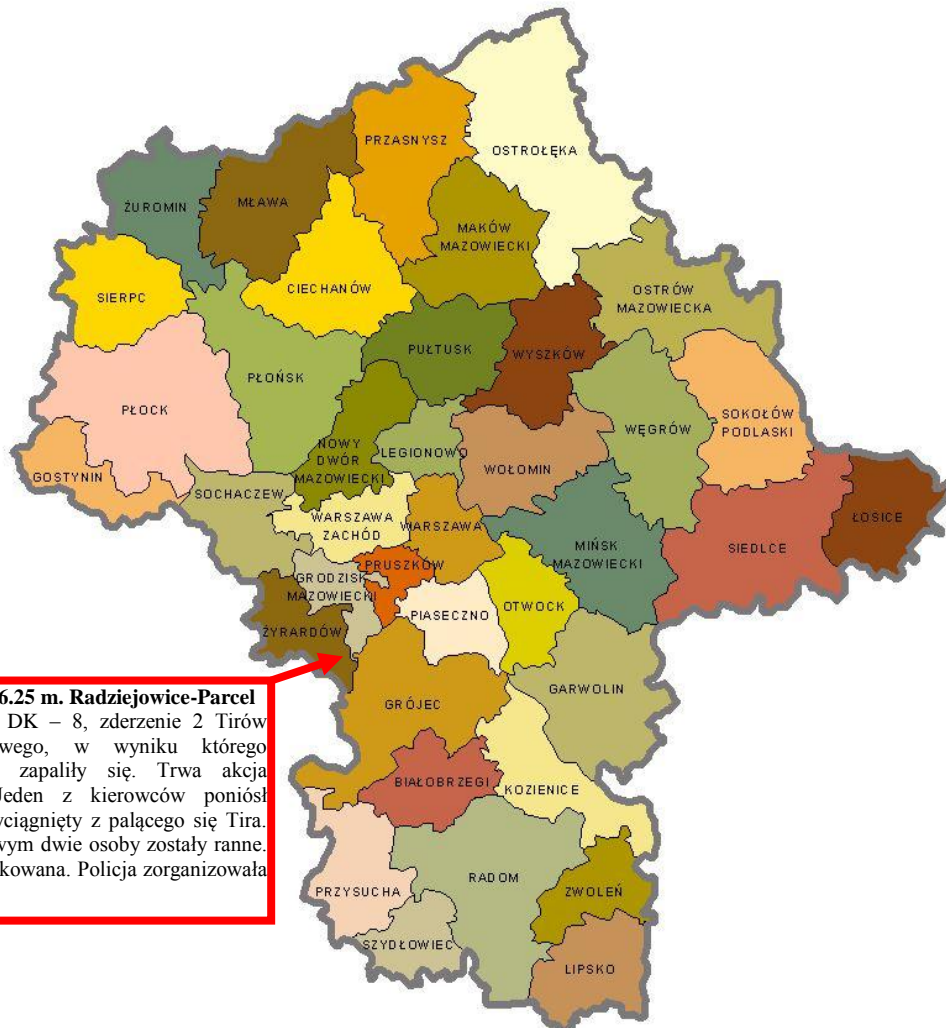 PRZASNYSZ
OSTROŁĘKA
ŻUROMIN
MŁAWA
MAKÓW
MAZOWIECKI
SIERPC
CIECHANÓW
OSTRÓW
MAZOWIECKA
PŁOŃSK
PUŁTUSK
WYSZKÓW
PŁOCK
SOKOŁÓW
PODLASKI
WĘGRÓW
NOWY
DWÓR
MAZOWIECKI
LEGIONOWO
WOŁOMIN
GOSTYNIN
SOCHACZEW
WARSZAWA
ZACHÓD
WARSZAWA
MIŃSK
MAZOWIECKI
SIEDLCE
ŁOSICE
PRUSZKÓW
GRODZISK
MAZOWIECKI
PIASECZNO
OTWOCK
ŻYRARDÓW
GARWOLIN
GRÓJEC
6.25 m. Radziejowice-Parcel
DK – 8, zderzenie 2 Tirów
wego, w wyniku którego
zapaliły się. Trwa akcja
Jeden z kierowców poniósł
yciągnięty z palącego się Tira.
wym dwie osoby zostały ranne.
kowana. Policja zorganizowała
BIAŁOBRZEGI
KOZIENICE
PRZYSUCHA
RADOM
ZWOLEŃ
SZYDŁOWIEC
LIPSKO